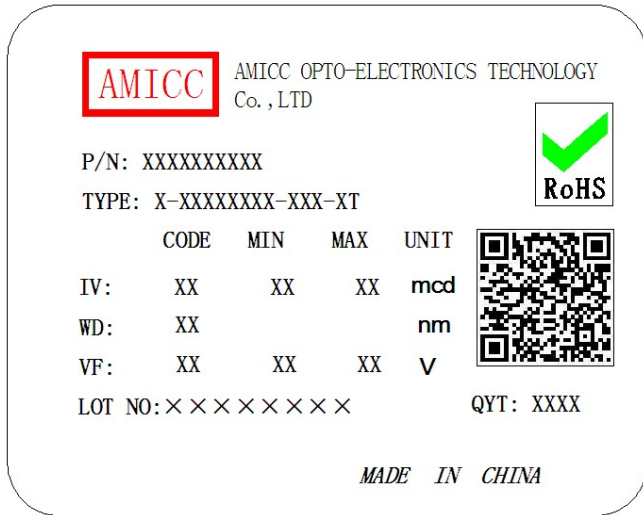 AMICC
AMICC OPTO-ELECTRONICS TECHNOLOGY
Co.,LTD
RoHS
P/N: XXXXXXXXXX
TYPE: X-XXXXXXXX-XXX-XT
CODE MIN MAX UNIT
IV: XX XX XX mcd
WD: XX nm
VF: XX XX XX V
LOT NO:××××××××
QYT: XXXX
MADE IN CHINA